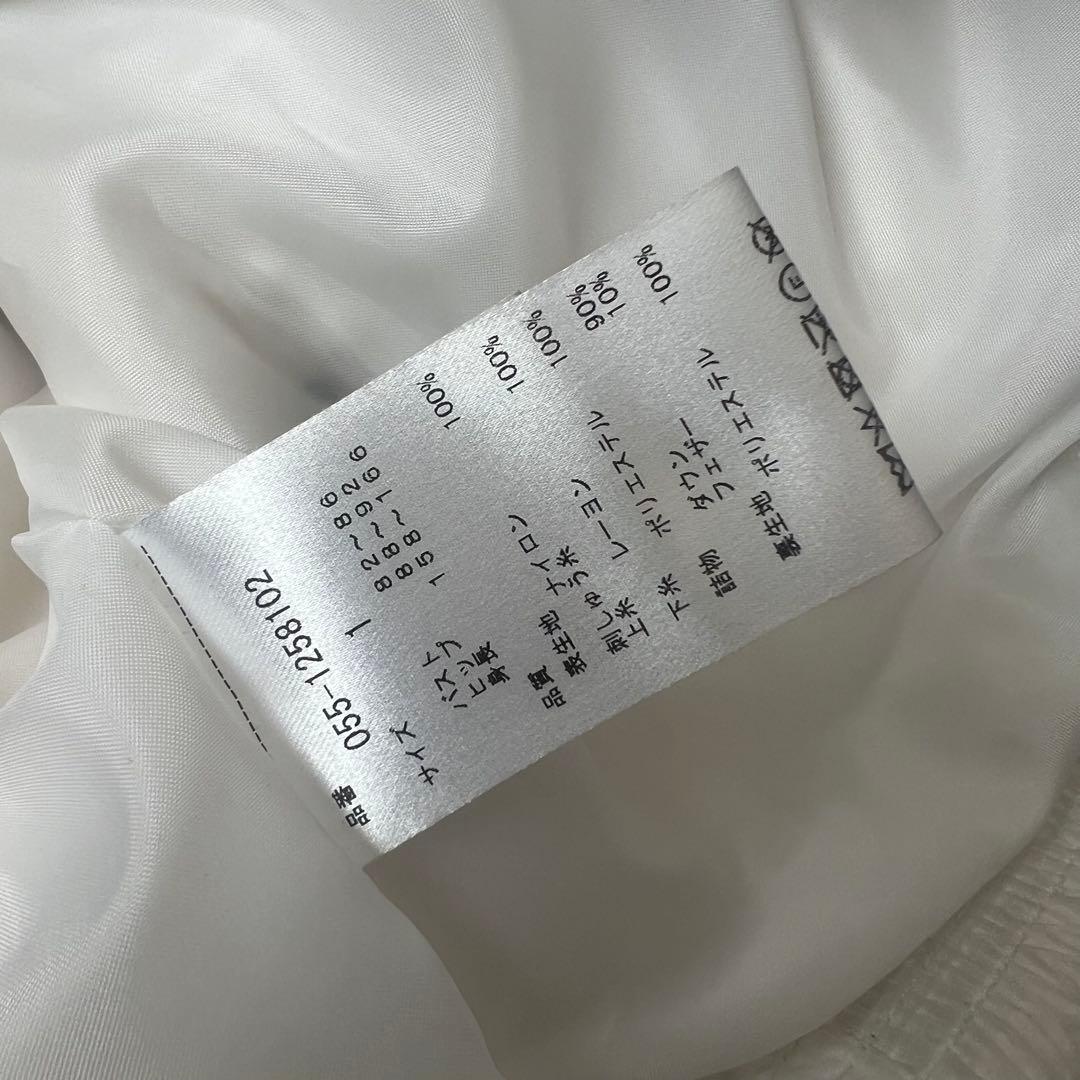 品番 055-1258102
サイズ 1
バスト 82～86
ヒップ 88～92
身長 158～166
品質
表生地 ナイロン 100%
刺しゅう糸
上糸 レーヨン 100%
下糸 ポリエステル 100%
詰物 ダウン 90%
フェザー 10%
裏生地 ポリエステル 100%